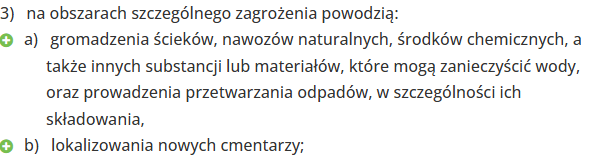 3) na obszarach szczególnego zagrożenia powodzią:
a) gromadzenia ścieków, nawozów naturalnych, środków chemicznych, a
także innych substancji lub materiałów, które mogą zanieczyścić wody,
oraz prowadzenia przetwarzania odpadów, w szczególności ich
składowania,
b) lokalizowania nowych cmentarzy;